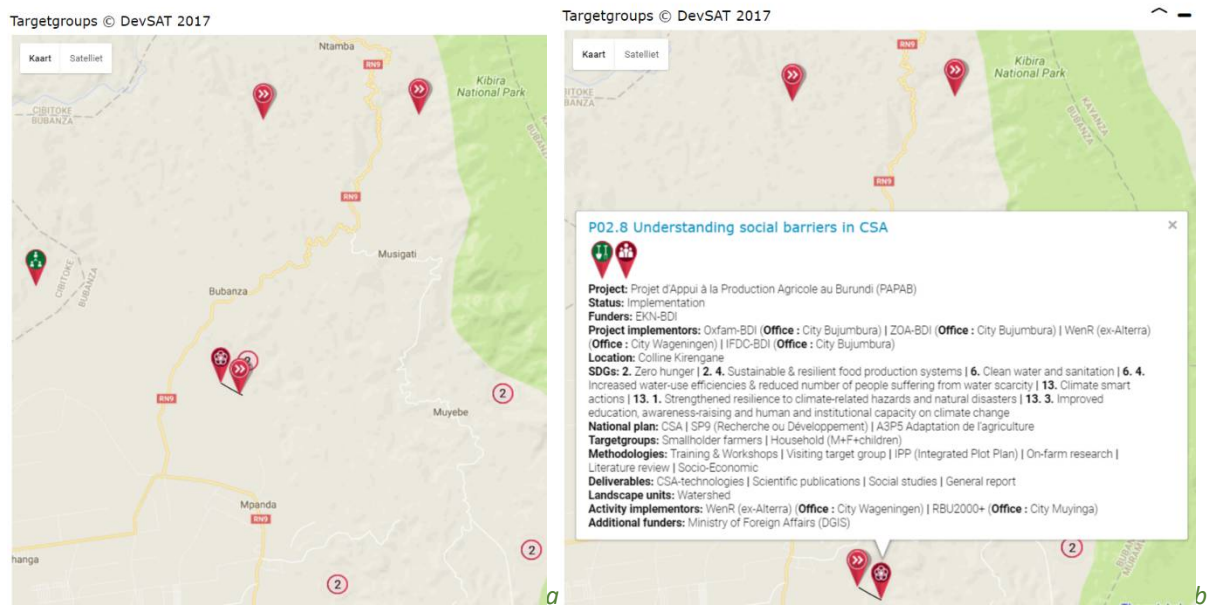 Targetgroups © DevSAT 2017
Kaart Satelliet
Ntamba
RN9
Kibira
National Park
CIBITOKE
BUBANZA
RN9
Musigati
CIBITOKE
BUBANZA
Bubanza
2
RN9
Muyebe
Mpanda
RN9
hanga
2
2
a
Targetgroups © DevSAT 2017
Kaart Satelliet
RN9
Kibira
National Park
ITOKE
BANZA
KAYANZA
BUBANZA
RN9
P02.8 Understanding social barriers in CSA
Project: Projet d'Appui à la Production Agricole au Burundi (PAPAB)
Status: Implementation
Funders: EKN-BDI
Project implementors: Oxfam-BDI (Office : City Bujumbura) | ZOA-BDI (Office : City Bujumbura) | WenR (ex-Alterra)
(Office : City Wageningen) | IFDC-BDI (Office : City Bujumbura)
Location: Colline Kirengane
SDGs: 2. Zero hunger | 2. 4. Sustainable & resilient food production systems | 6. Clean water and sanitation | 6. 4.
Increased water-use efficiencies & reduced number of people suffering from water scarcity | 13. Climate smart
actions | 13. 1. Strengthened resilience to climate-related hazards and natural disasters | 13. 3. Improved
education, awareness-raising and human and institutional capacity on climate change
National plan: CSA | SP9 (Recherche ou Développement) | A3P5 Adaptation de l'agriculture
Targetgroups: Smallholder farmers | Household (M+F+children)
Methodologies: Training & Workshops | Visiting target group | IPP (Integrated Plot Plan) | On-farm research |
Literature review | Socio-Economic
Deliverables: CSA-technologies | Scientific publications | Social studies | General report
Landscape units: Watershed
Activity implementors: WenR (ex-Alterra) (Office : City Wageningen) | RBU2000+ (Office : City Muyinga)
Additional funders: Ministry of Foreign Affairs (DGIS)
2
b